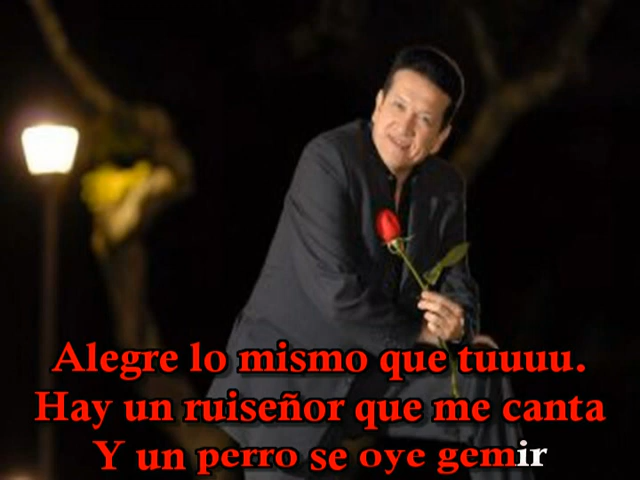 Alegre lo mismo que tuuuu.
Hay un ruiseñor que me canta
Y un perro se oye gemir